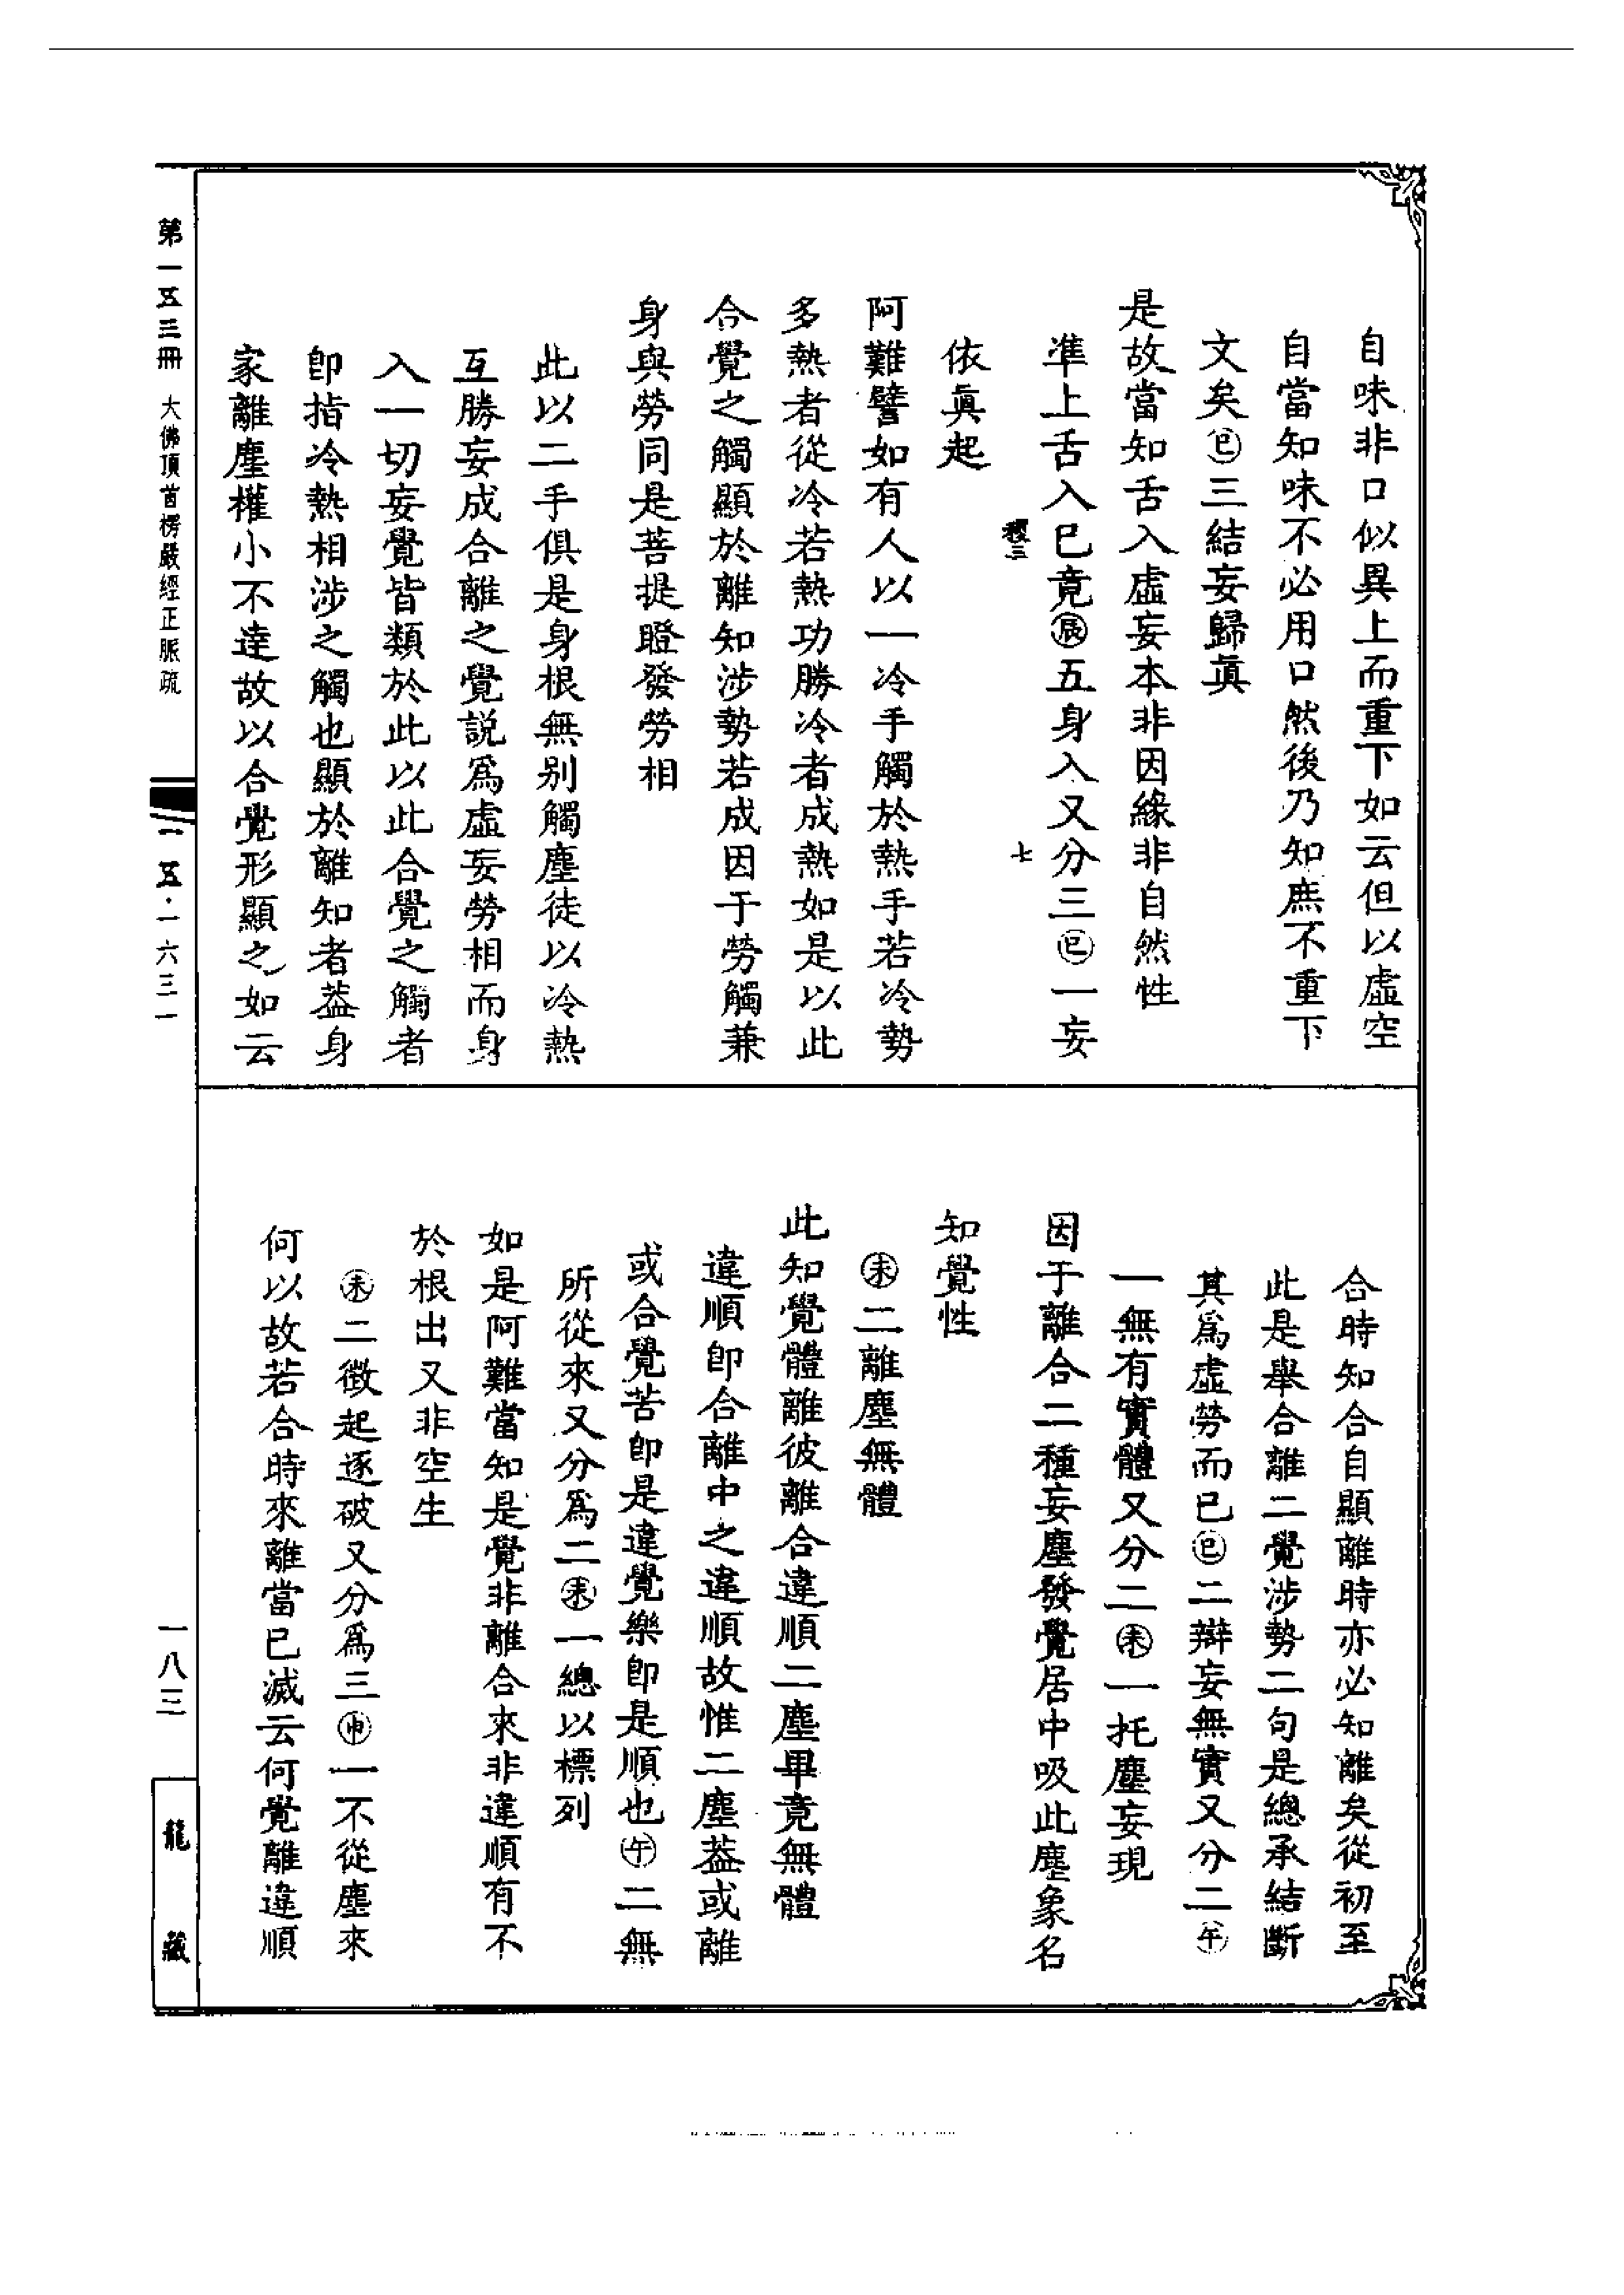 自味非口似異上而重下如云但以虛空
自當知味不必用口然後乃知庶不重下
文矣㊂三結妄歸眞
是故當知舌入虛妄本非因緣非自然性
準上舌入已竟㊄五身入又分三㊂一妄
七
依眞起
阿難譬如有人以一冷手觸於熱手若冷勢
多熱者從冷若熱功勝冷者成熱如是以此
合覺之觸顯於離知涉勢若成因于勞觸兼
身與勞同是菩提瞪發勞相
此以二手俱是身根無別觸塵徒以冷熱
互勝妄成合離之覺説爲虛妄勞相而身
入一切妄覺皆類於此以此合覺之觸者
卽指冷熱相涉之觸也顯於離知者葢身
家離塵權小不達故以合覺形顯之如云
合時知合自顯離時亦必知離矣從初至
此是舉合離二覺涉勢二句是總承結斷
其爲虛勞而已巳二辯妄無實又分二午
一無有實體又分二未一托塵妄現
因于離合二種妄塵發覺居中吸此塵象名
知覺性
未二離塵無體
此知覺體離彼離合違順二塵畢竟無體
違順卽合離中之違順故惟二塵葢或離
或合覺苦卽是違覺樂卽是順也午二無
所從來又分爲二未一總以標列
如是阿難當知是覺非離合來非違順有不
於根出又非空生
未二徵起逐破又分爲三申一不從塵來
何以故若合時來離當已滅云何覺離違順
第一五三冊 大佛頂首楞嚴經正脈疏
一五·一六三一
一八三
龍藏